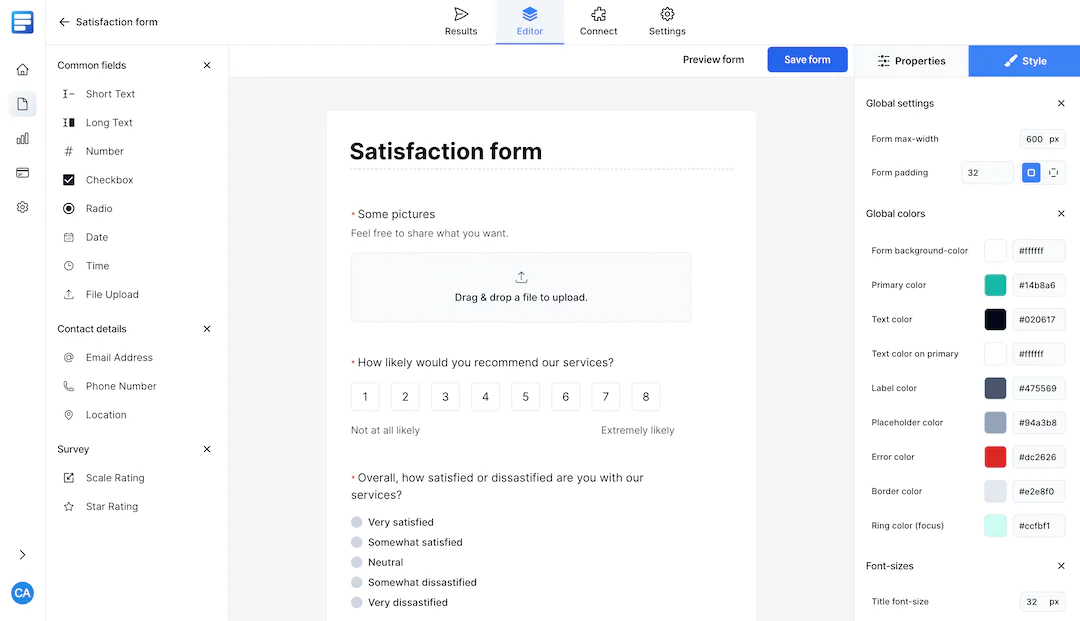 Satisfaction form
Results
Editor
Connect
Settings
Common fields
Short Text
Long Text
Number
Checkbox
Radio
Date
Time
File Upload
Contact details
Email Address
Phone Number
Location
Survey
Scale Rating
Star Rating
CA
Preview form
Save form
Satisfaction form
* Some pictures
Feel free to share what you want.
Drag & drop a file to upload.
* How likely would you recommend our services?
1 2 3 4 5 6 7 8
Not at all likely Extremely likely
* Overall, how satisfied or dissastified are you with our
services?
Very satisfied
Somewhat satisfied
Neutral
Somewhat dissastified
Very dissastified
Properties
Style
Global settings
Form max-width 600 px
Form padding 32
Global colors
Form background-color #ffffff
Primary color #14b8a6
Text color #020617
Text color on primary #ffffff
Label color #475569
Placeholder color #94a3b8
Error color #dc2626
Border color #e2e8f0
Ring color (focus) #ccfbf1
Font-sizes
Title font-size 32 px